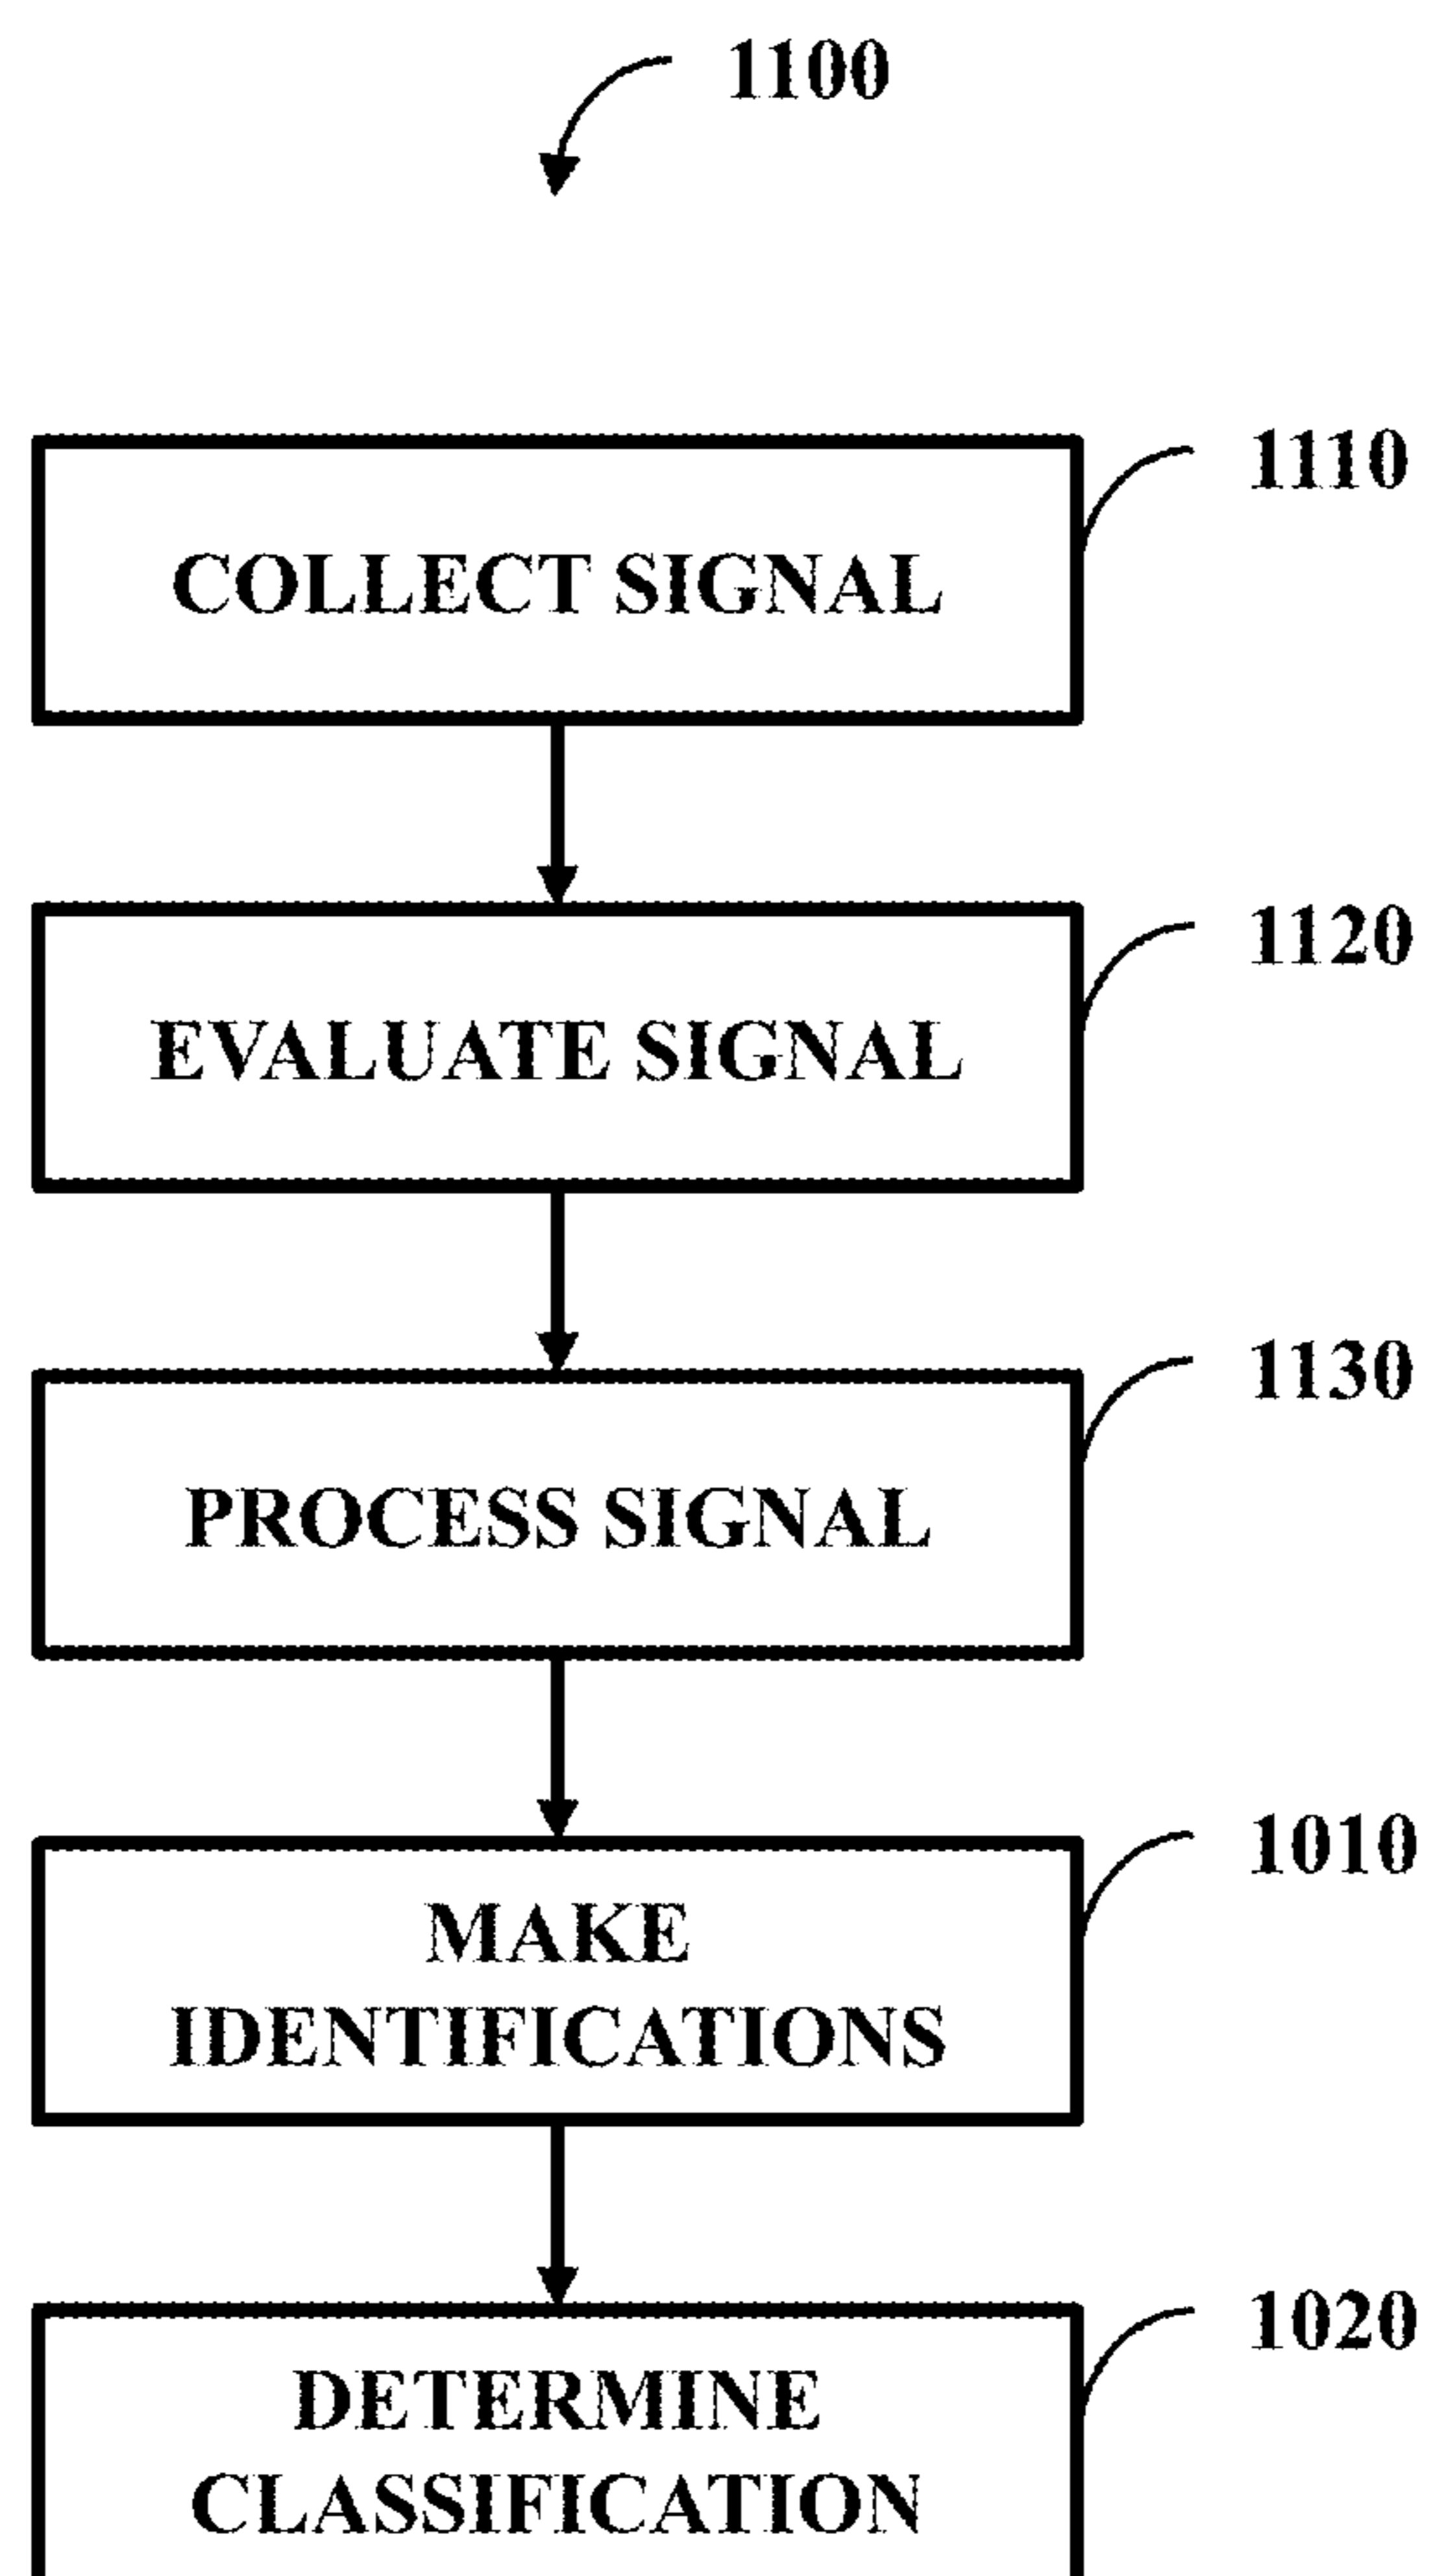 1100
1110
COLLECT SIGNAL
1120
EVALUATE SIGNAL
1130
PROCESS SIGNAL
1010
MAKE
IDENTIFICATIONS
1020
DETERMINE
CLASSIFICATION